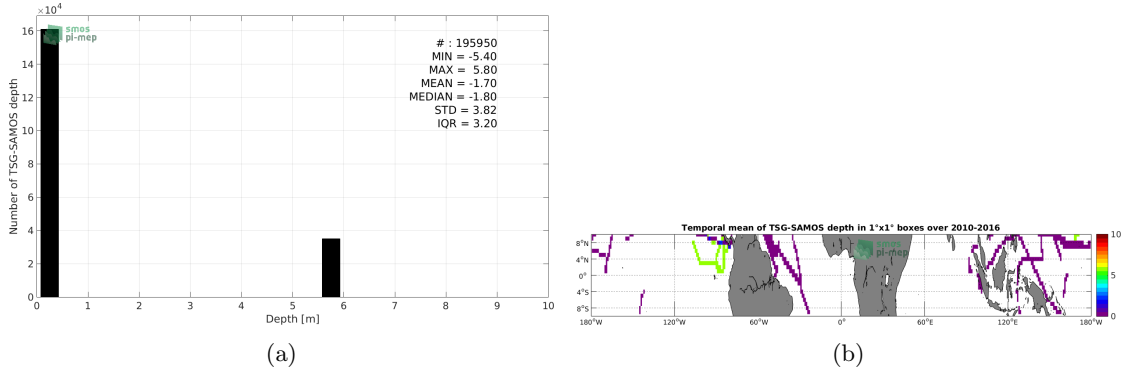 ×10⁴
smos
pi-mep
# : 195950
MIN = -5.40
MAX = 5.80
MEAN = -1.70
MEDIAN = -1.80
STD = 3.82
IQR = 3.20
16
14
12
10
8
6
4
2
0
Number of TSG-SAMOS depth
0 1 2 3 4 5 6 7 8 9 10
Depth [m]
(a)
Temporal mean of TSG-SAMOS depth in 1°x1° boxes over 2010-2016
smos
pi-mep
8°N
4°N
0°
4°S
8°S
180°W 120°W 60°W 0° 60°E 120°E 180°W
10
5
0
(b)